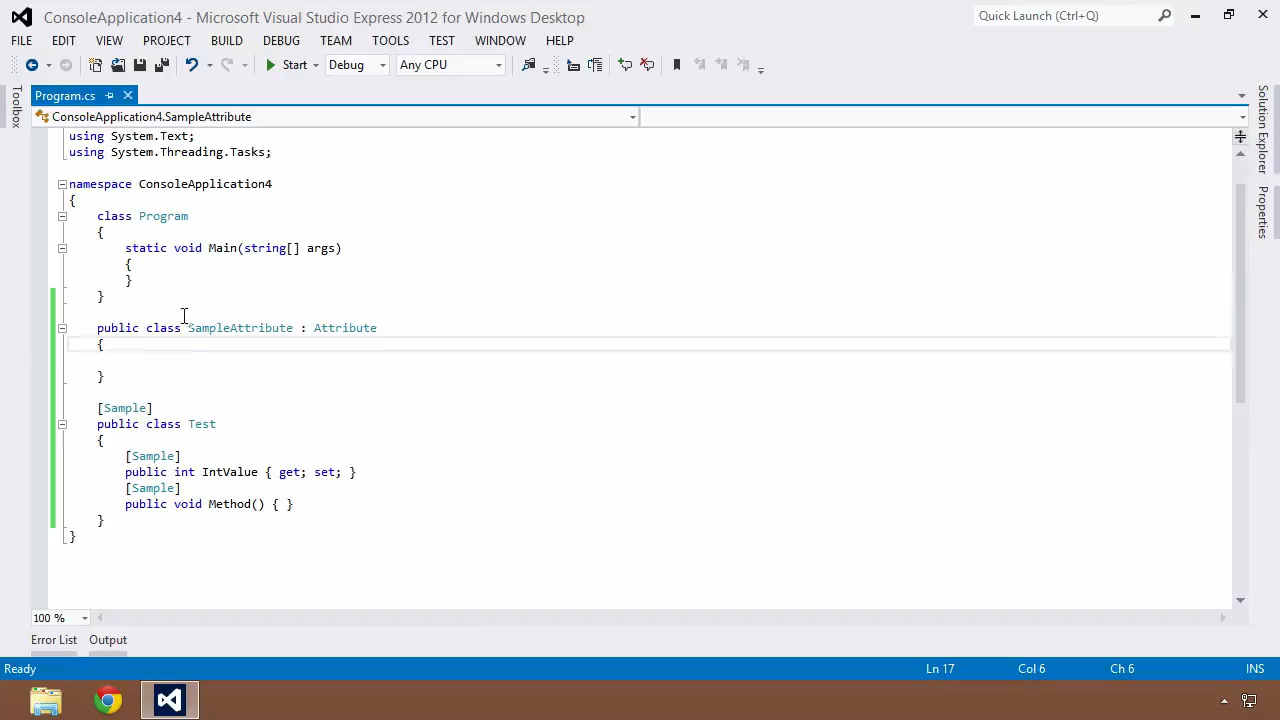 ConsoleApplication4 - Microsoft Visual Studio Express 2012 for Windows Desktop
Quick Launch (Ctrl+Q)
FILE EDIT VIEW PROJECT BUILD DEBUG TEAM TOOLS TEST WINDOW HELP
Start Debug Any CPU
Toolbox
Program.cs
Solution Explorer
Properties
ConsoleApplication4.SampleAttribute
using System.Text;
using System.Threading.Tasks;
namespace ConsoleApplication4
{
class Program
{
static void Main(string[] args)
{
}
}
public class SampleAttribute : Attribute
{
}
[Sample]
public class Test
{
[Sample]
public int IntValue { get; set; }
[Sample]
public void Method() { }
}
}
100 %
Error List Output
Ready Ln 17 Col 6 Ch 6 INS